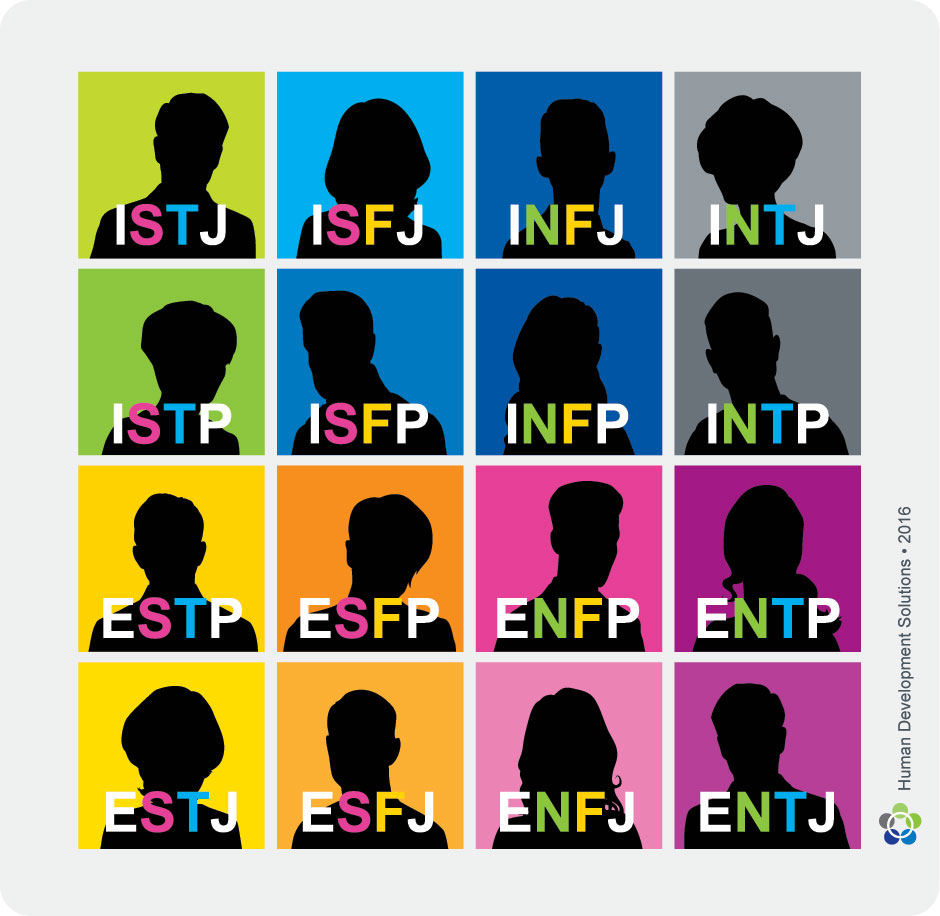 ISTJ ISFJ INFJ INTJ
ISTP ISFP INFP INTP
ESTP ESFP ENFP ENTP
ESTJ ESFJ ENFJ ENTJ
Human Development Solutions • 2016